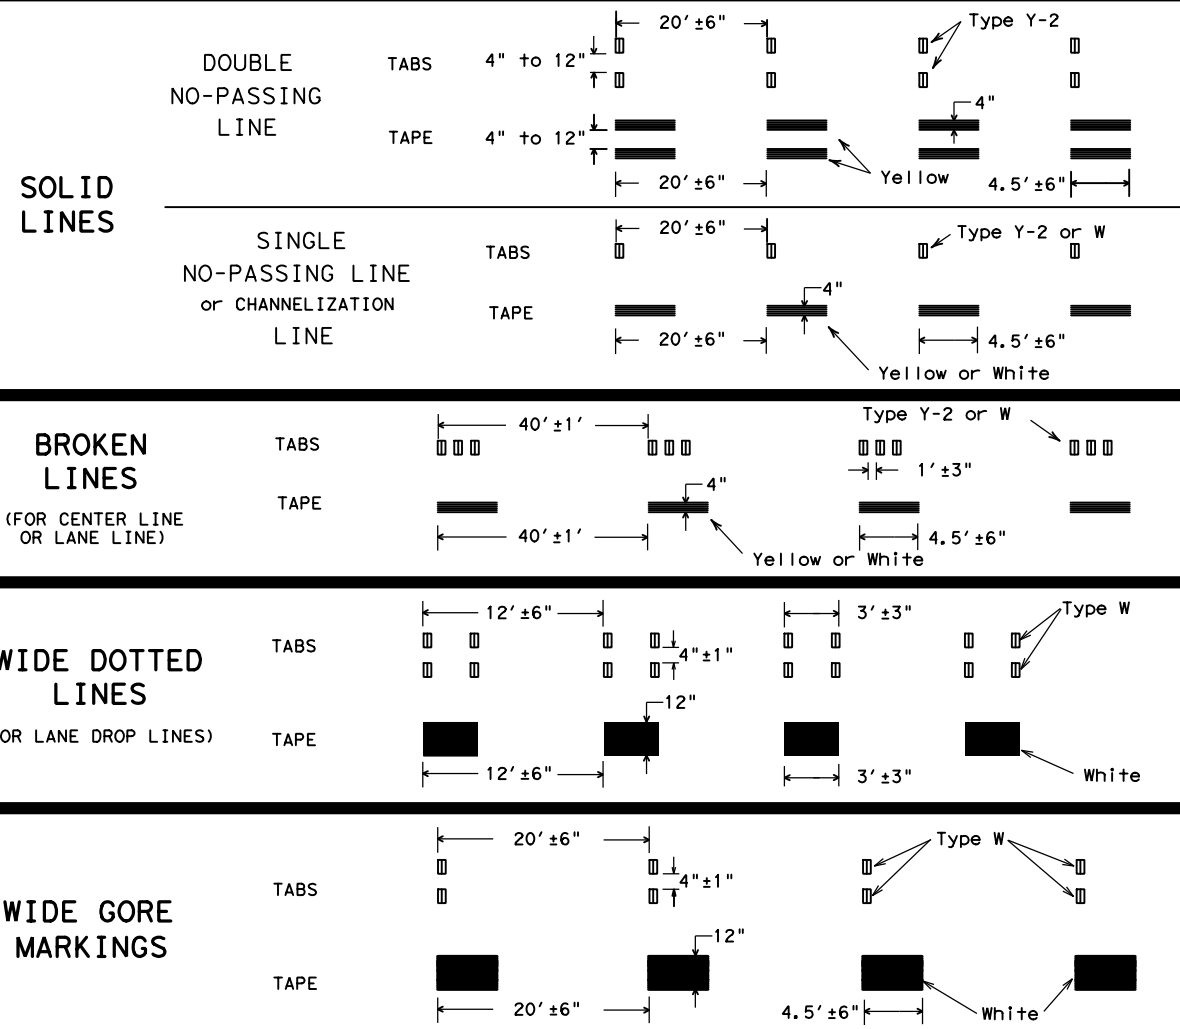 SOLID
LINES
DOUBLE
NO-PASSING
LINE
TABS
20'±6"
Type Y-2
4" to 12"
TAPE
4" to 12"
4"
Yellow
20'±6"
4.5'±6"
SINGLE
NO-PASSING LINE
or CHANNELIZATION
LINE
TABS
20'±6"
Type Y-2 or W
TAPE
4"
20'±6"
4.5'±6"
Yellow or White
BROKEN
LINES
(FOR CENTER LINE
OR LANE LINE)
TABS
40'±1'
Type Y-2 or W
1'±3"
TAPE
4"
40'±1'
4.5'±6"
Yellow or White
WIDE DOTTED
LINES
OR LANE DROP LINES)
TABS
12'±6"
3'±3"
Type W
4"±1"
TAPE
12"
12'±6"
3'±3"
White
WIDE GORE
MARKINGS
TABS
20'±6"
Type W
4"±1"
TAPE
12"
20'±6"
4.5'±6"
White